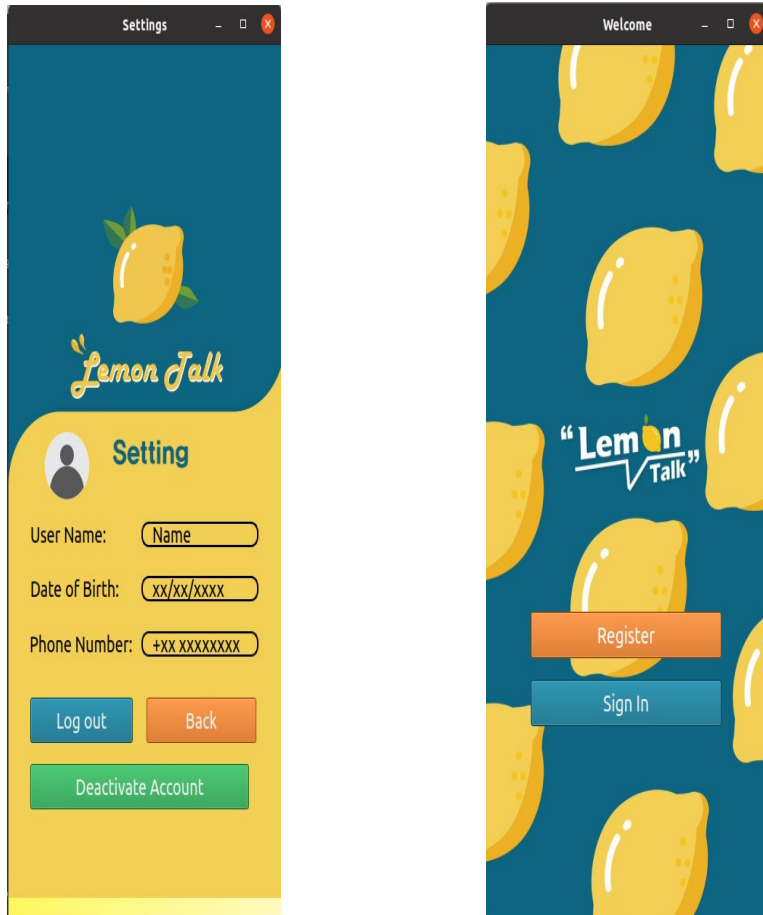 Settings
Lemon Talk
Setting
User Name: Name
Date of Birth: xx/xx/xxxx
Phone Number: +xx xxxxxxxx
Log out Back
Deactivate Account
Welcome
“Lemon
Talk”
Register
Sign In